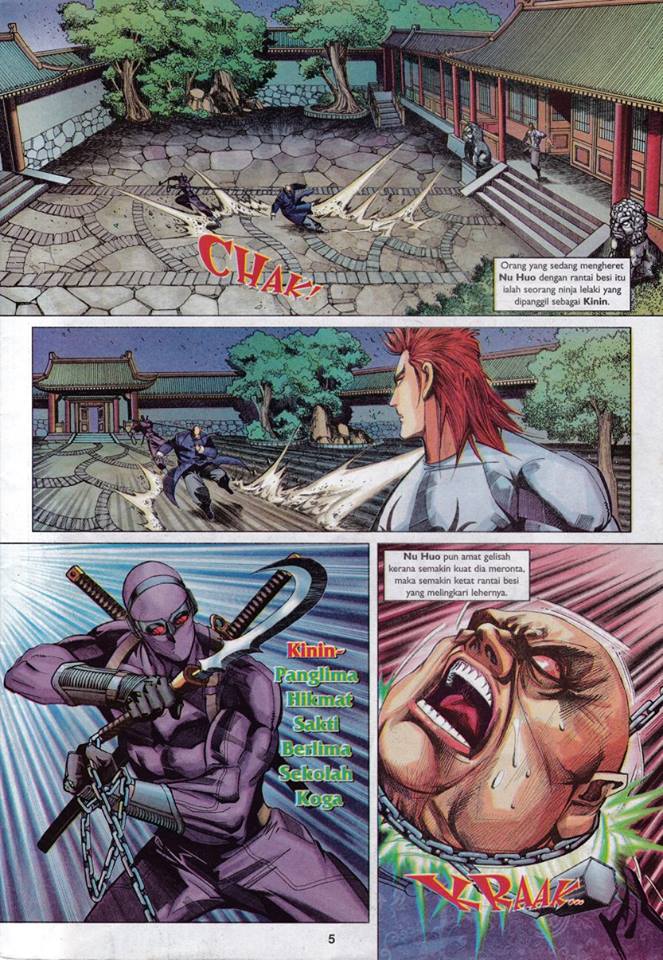 CHAK!
Orang yang sedang mengheret
Nu Huo dengan rantai besi itu
ialah seorang ninja lelaki yang
dipanggil sebagai Kinin.
Kinin-
Panglima
Hikmat
Sakti
Berlima
Sekolah
Koga
Nu Huo pun amat gelisah
kerana semakin kuat dia meronta,
maka semakin ketat rantai besi
yang melingkari lehernya.
KRAAK...
5